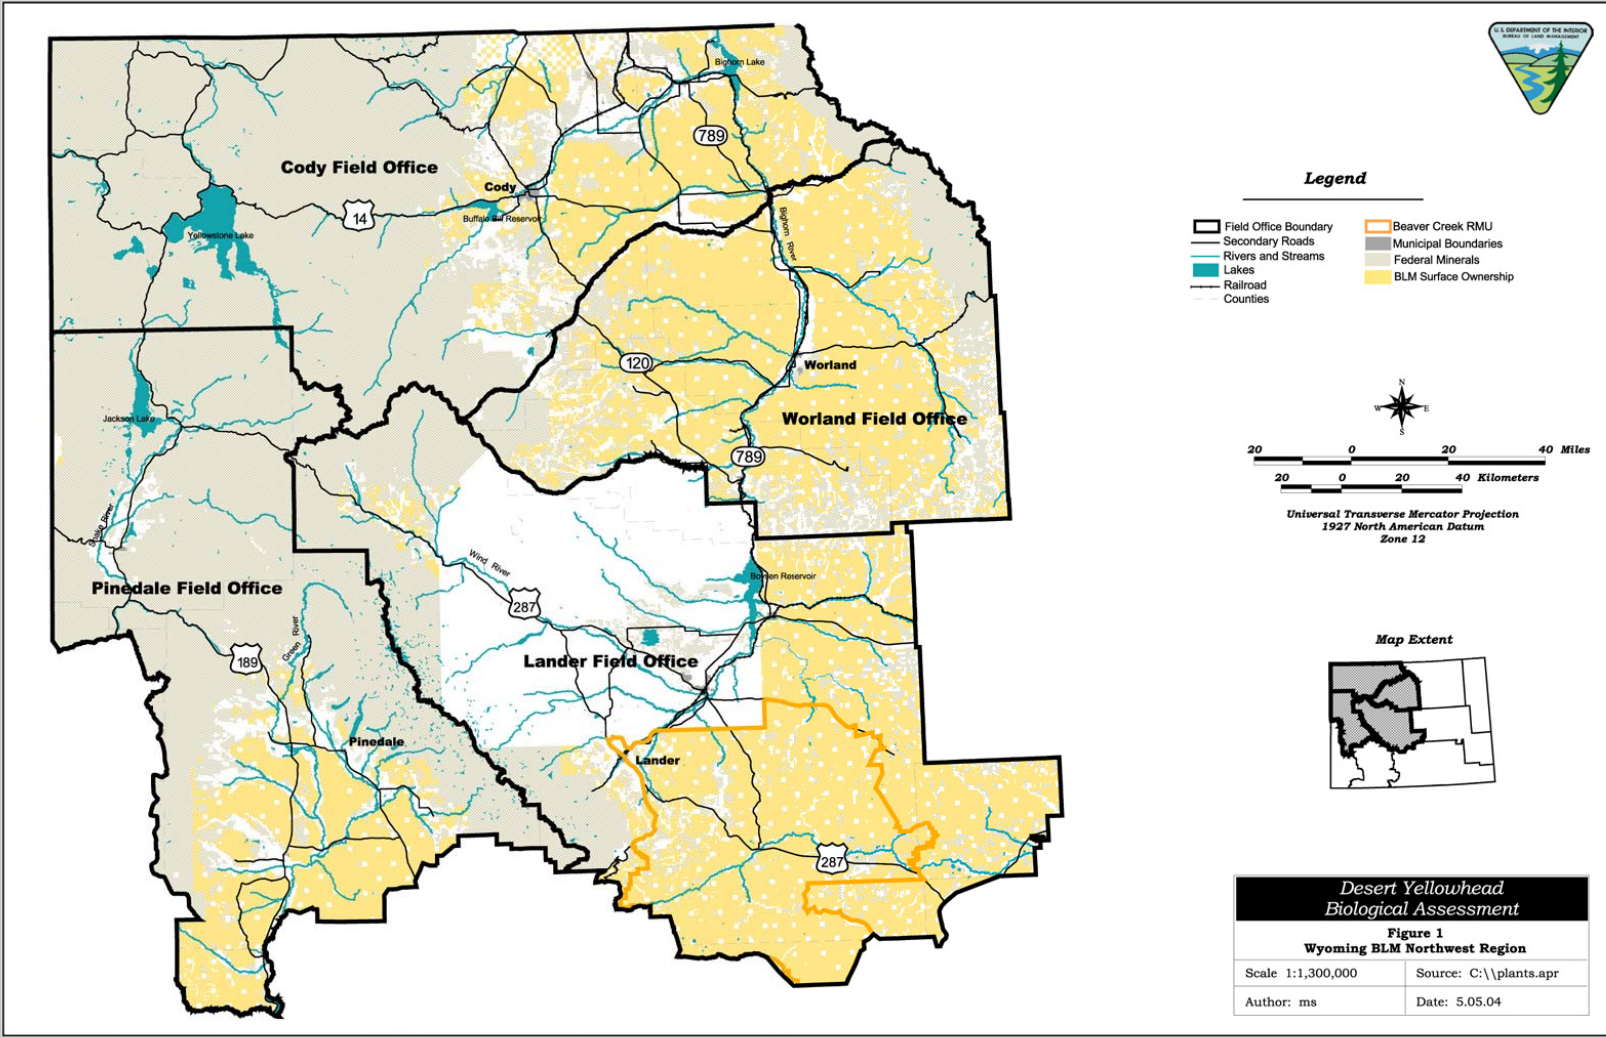 U.S. DEPARTMENT OF THE INTERIOR
BUREAU OF LAND MANAGEMENT
Bighorn Lake
789
Cody Field Office
Cody
14
Buffalo Bill Reservoir
Yellowstone Lake
Bighorn River
120
Worland
Jackson Lake
Worland Field Office
789
Snake River
Wind River
Boysen Reservoir
Pinedale Field Office
287
Green River
189
Lander Field Office
Pinedale
Lander
287
Legend
Field Office Boundary
Secondary Roads
Rivers and Streams
Lakes
Railroad
Counties
Beaver Creek RMU
Municipal Boundaries
Federal Minerals
BLM Surface Ownership
N
W E
S
20 0 20 40 Miles
20 0 20 40 Kilometers
Universal Transverse Mercator Projection
1927 North American Datum
Zone 12
Map Extent
Desert Yellowhead
Biological Assessment
Figure 1
Wyoming BLM Northwest Region
Scale 1:1,300,000
Source: C:\\plants.apr
Author: ms
Date: 5.05.04